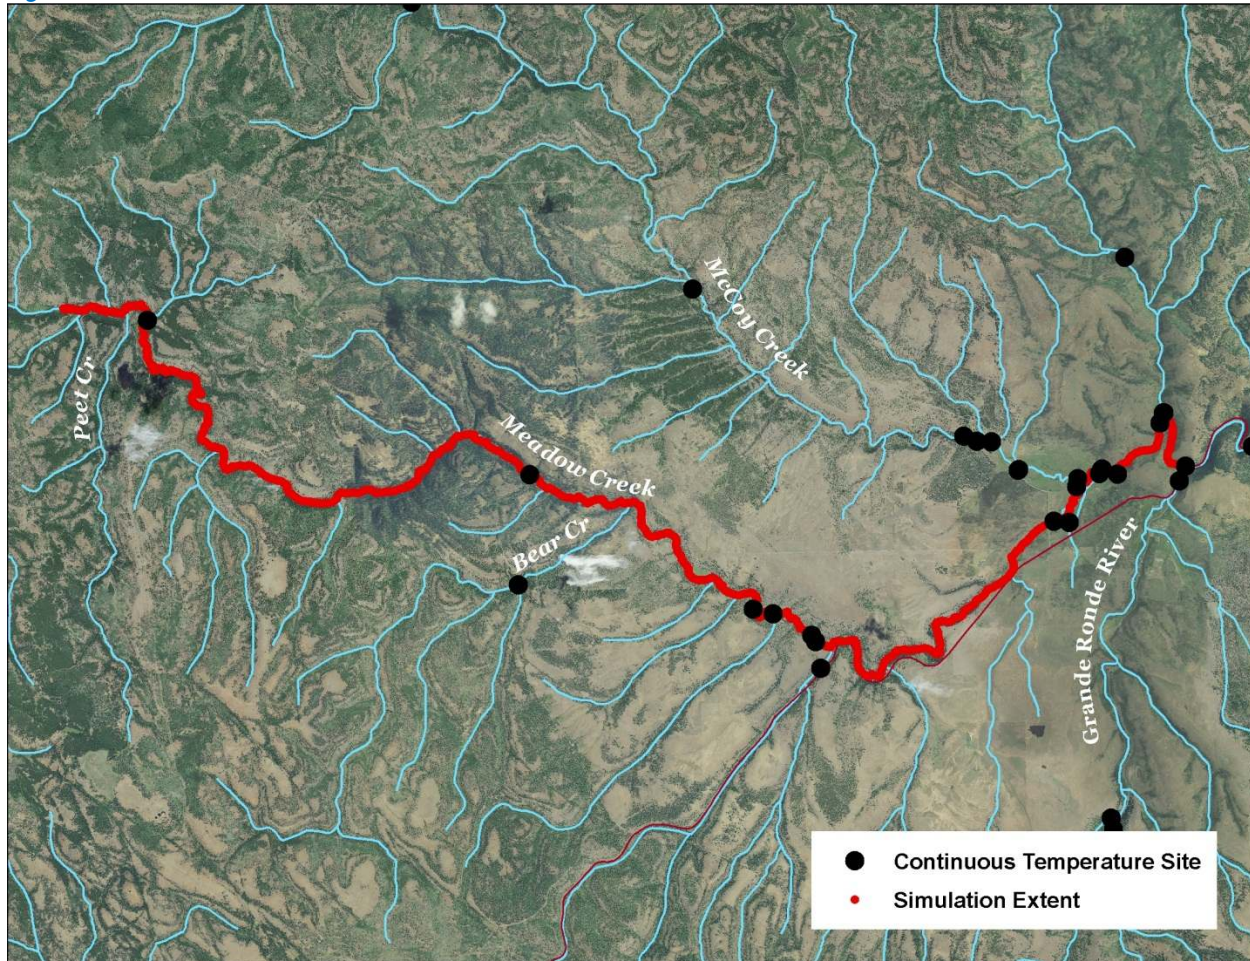 McCoy Creek
Peet Cr
Meadow Creek
Bear Cr
Grande Ronde River
Continuous Temperature Site
Simulation Extent